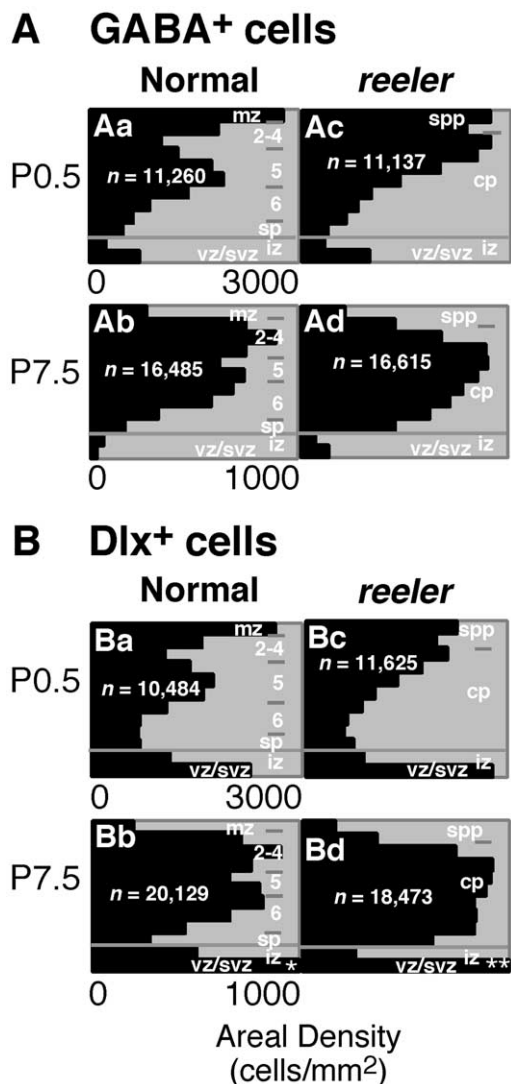 A GABA+ cells
Normal reeler
P0.5
Aa
mz
2-4
n = 11,260
5
6
sp
iz
vz/svz
Ac
spp
n = 11,137
cp
iz
vz/svz
0 3000
P7.5
Ab
mz
2-4
n = 16,485
5
6
sp
iz
vz/svz
Ad
spp
n = 16,615
cp
iz
vz/svz
0 1000
B Dlx+ cells
Normal reeler
P0.5
Ba
mz
2-4
n = 10,484
5
6
sp
iz
vz/svz
Bc
spp
n = 11,625
cp
iz
vz/svz
0 3000
P7.5
Bb
mz
2-4
n = 20,129
5
6
sp
iz
vz/svz *
Bd
spp
cp
n = 18,473
iz
vz/svz **
0 1000
Areal Density
(cells/mm2)